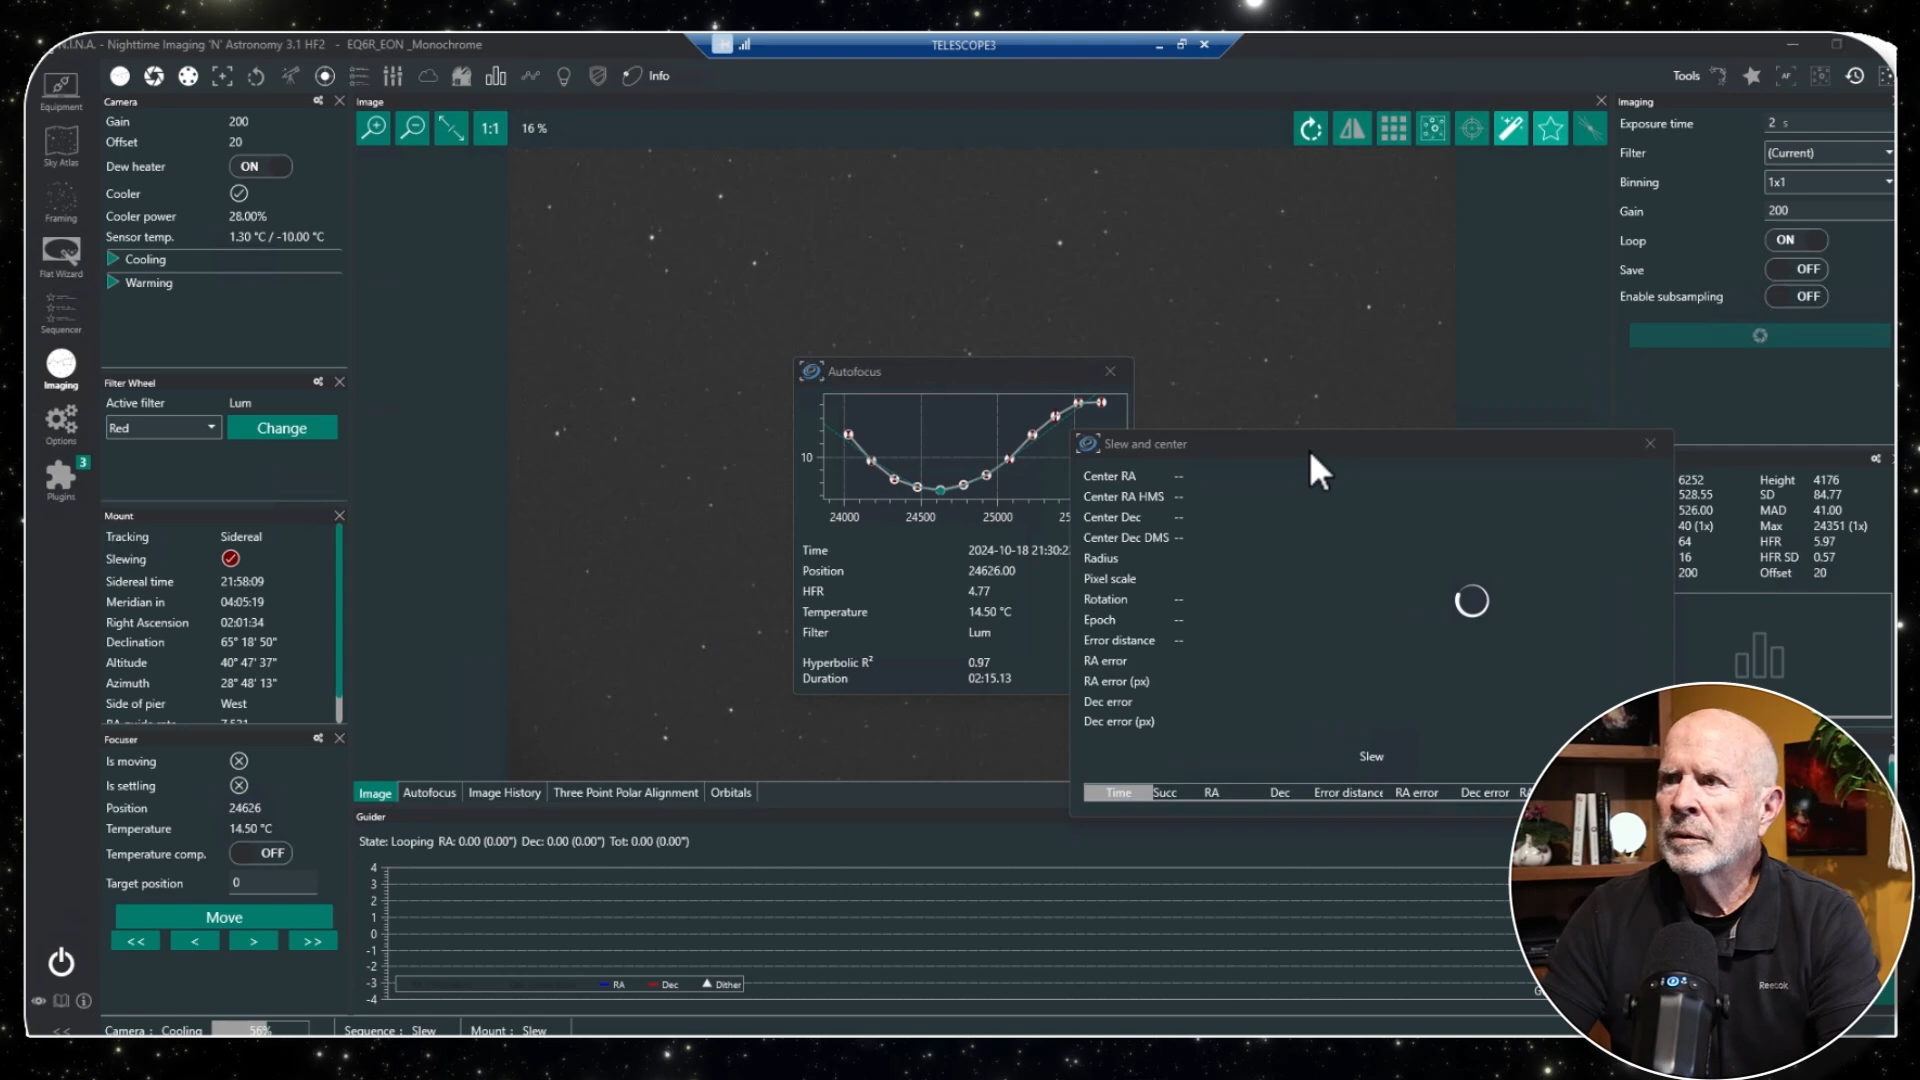 N.I.N.A. - Nighttime Imaging 'N' Astronomy 3.1 HF2 - EQ6R_EON _Monochrome
TELESCOPE3
Info
Tools
Equipment
Sky Atlas
Framing
Flat Wizard
Sequencer
Imaging
Options
3
Plugins
Camera
Gain 200
Offset 20
Dew heater ON
Cooler
Cooler power 28.00%
Sensor temp. 1.30 °C / -10.00 °C
Cooling
Warming
Filter Wheel
Active filter Lum
Red Change
Mount
Tracking Sidereal
Slewing
Sidereal time 21:58:09
Meridian in 04:05:19
Right Ascension 02:01:34
Declination 65° 18' 50"
Altitude 40° 47' 37"
Azimuth 28° 48' 13"
Side of pier West
Focuser
Is moving
Is settling
Position 24626
Temperature 14.50 °C
Temperature comp. OFF
Target position 0
Move
<< < > >>
Image
1:1 16 %
Autofocus
10
24000 24500 25000
Time 2024-10-18 21:30:2
Position 24626.00
HFR 4.77
Temperature 14.50 °C
Filter Lum
Hyperbolic R² 0.97
Duration 02:15.13
Slew and center
Center RA --
Center RA HMS --
Center Dec --
Center Dec DMS --
Radius
Pixel scale
Rotation --
Epoch --
Error distance --
RA error
RA error (px)
Dec error
Dec error (px)
Slew
Time Succ RA Dec Error distance RA error Dec error
Image Autofocus Image History Three Point Polar Alignment Orbitals
Guider
State: Looping RA: 0.00 (0.00") Dec: 0.00 (0.00") Tot: 0.00 (0.00")
4
3
2
1
0
-1
-2
-3
-4
RA Dec Dither
Imaging
Exposure time 2 s
Filter (Current)
Binning 1x1
Gain 200
Loop ON
Save OFF
Enable subsampling OFF
6252 Height 4176
528.55 SD 84.77
526.00 MAD 41.00
40 (1x) Max 24351 (1x)
64 HFR 5.97
16 HFR SD 0.57
200 Offset 20
Reebok
<<
Camera : Cooling 56% Sequence : Slew Mount : Slew